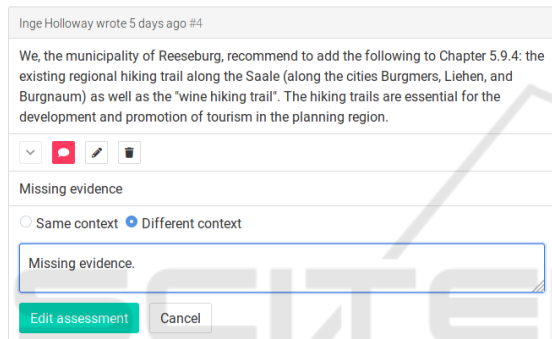 Inge Holloway wrote 5 days ago #4
We, the municipality of Reeseburg, recommend to add the following to Chapter 5.9.4: the
existing regional hiking trail along the Saale (along the cities Burgmers, Liehen, and
Burgnaum) as well as the "wine hiking trail". The hiking trails are essential for the
development and promotion of tourism in the planning region.
Missing evidence
Same context Different context
Missing evidence.
Edit assessment Cancel
SCITE